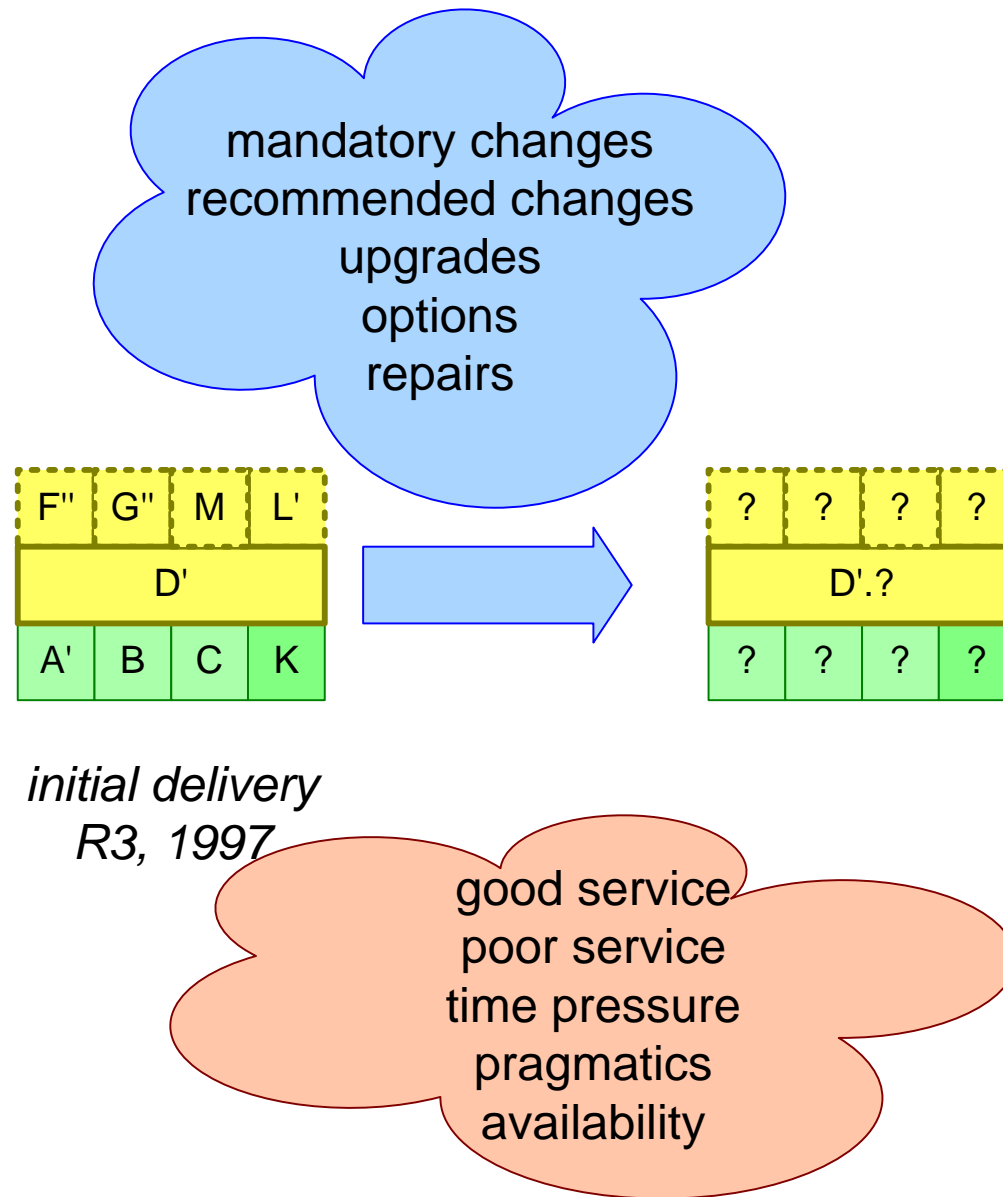 mandatory changes
recommended changes
upgrades
options
repairs
F" G" M L'
D'
A' B C K
? ? ? ?
D'.?
? ? ? ?
initial delivery
R3, 1997
good service
poor service
time pressure
pragmatics
availability